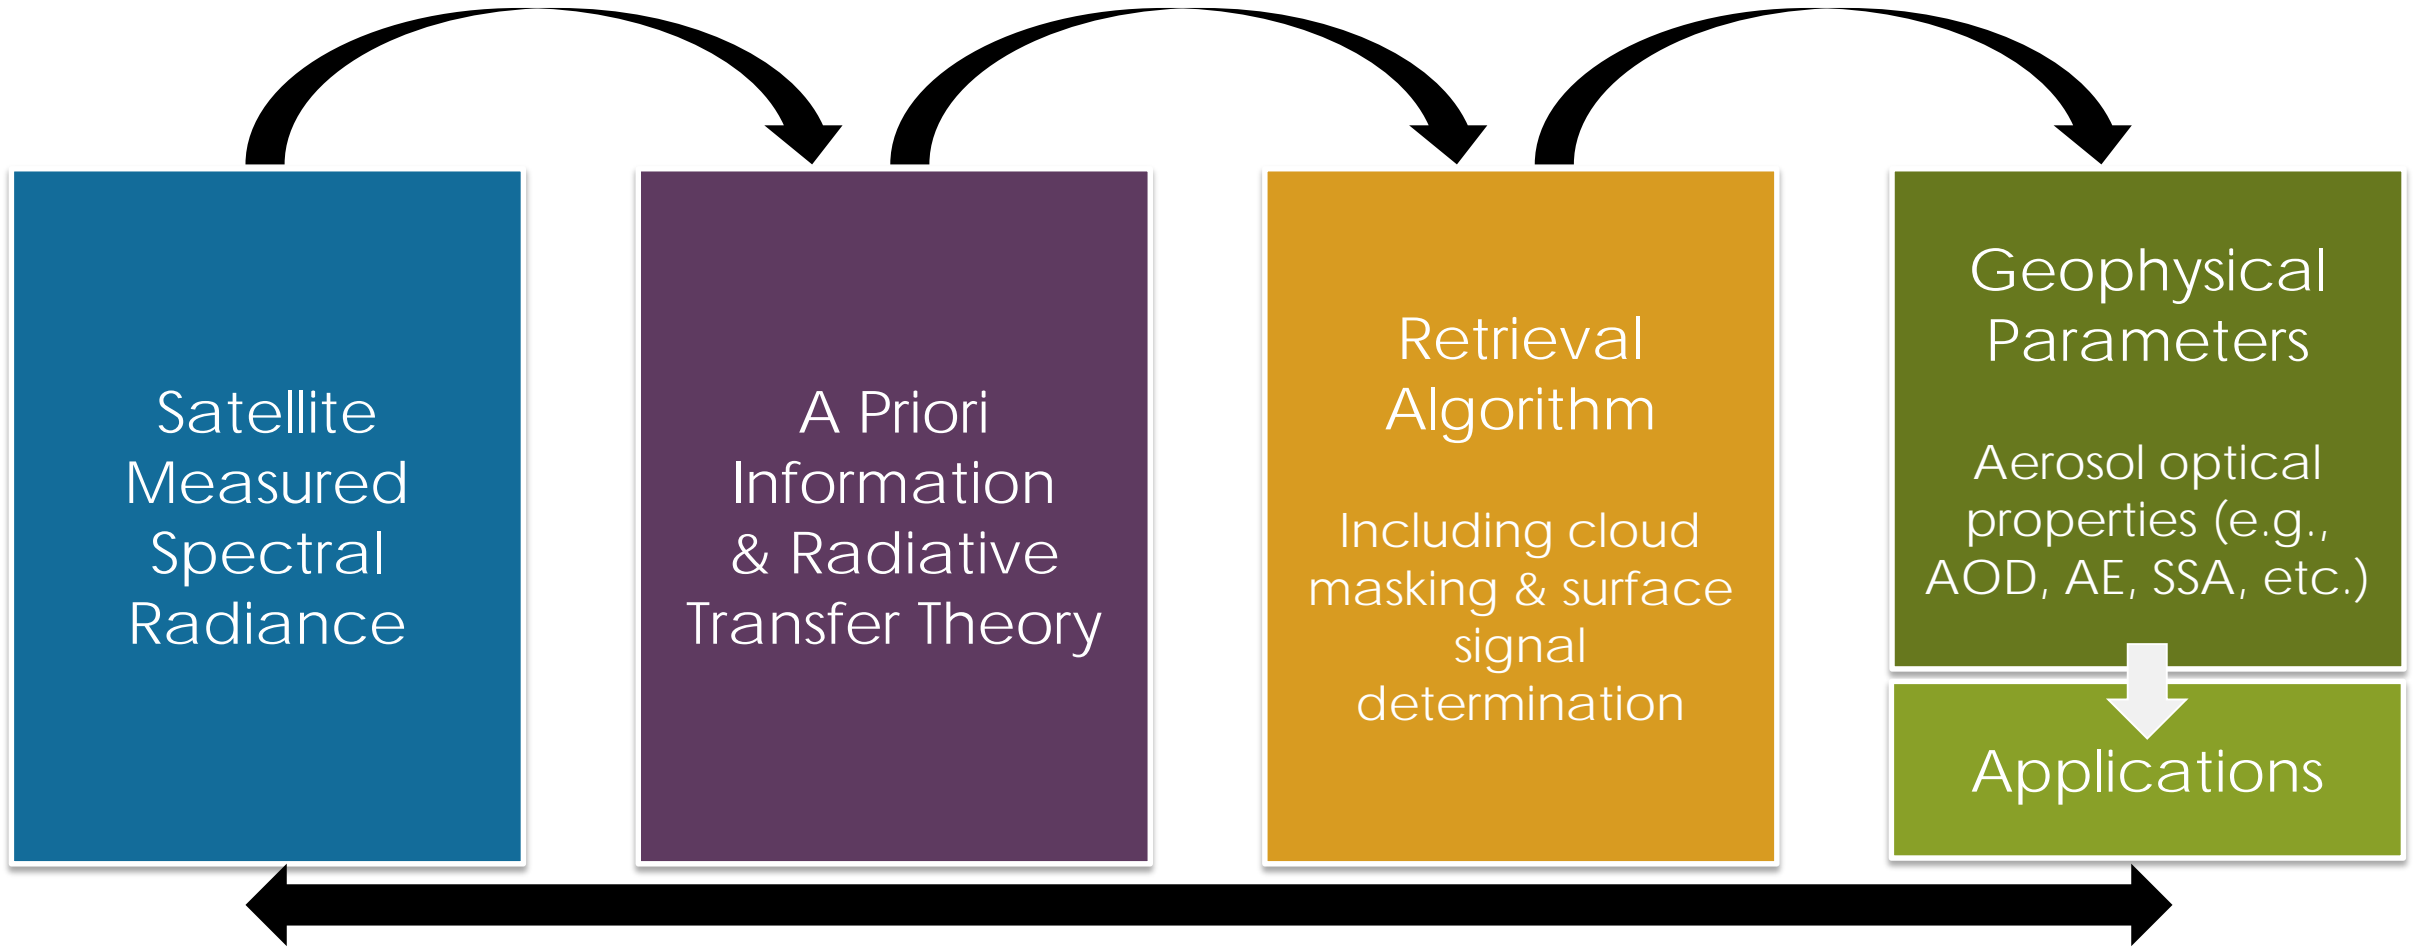 Satellite
Measured
Spectral
Radiance
A Priori
Information
& Radiative
Transfer Theory
Retrieval
Algorithm
Including cloud
masking & surface
signal
determination
Geophysical
Parameters
Aerosol optical
properties (e.g.,
AOD, AE, SSA, etc.)
Applications